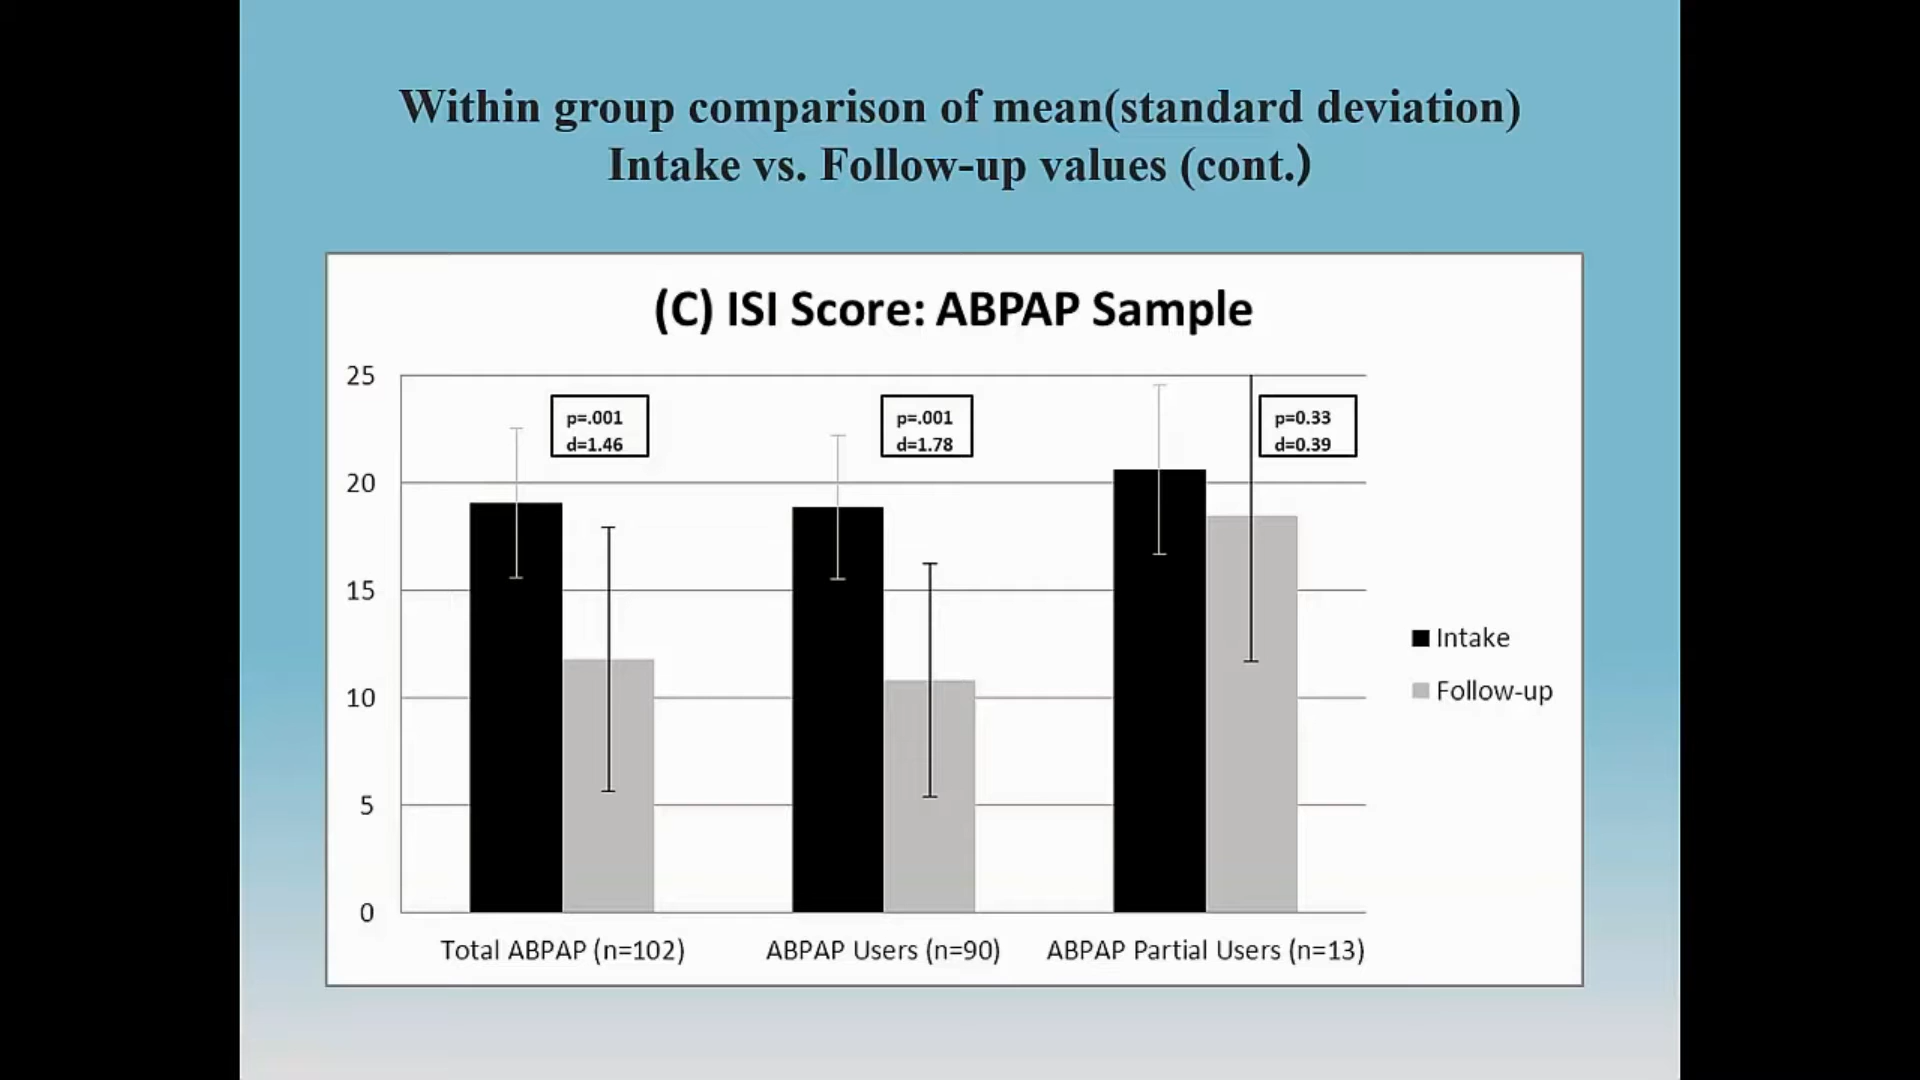 Within group comparison of mean(standard deviation)
Intake vs. Follow-up values (cont.)
(C) ISI Score: ABPAP Sample
25
20
15
10
5
0
p=.001
d=1.46
p=.001
d=1.78
p=0.33
d=0.39
Intake
Follow-up
Total ABPAP (n=102)
ABPAP Users (n=90)
ABPAP Partial Users (n=13)